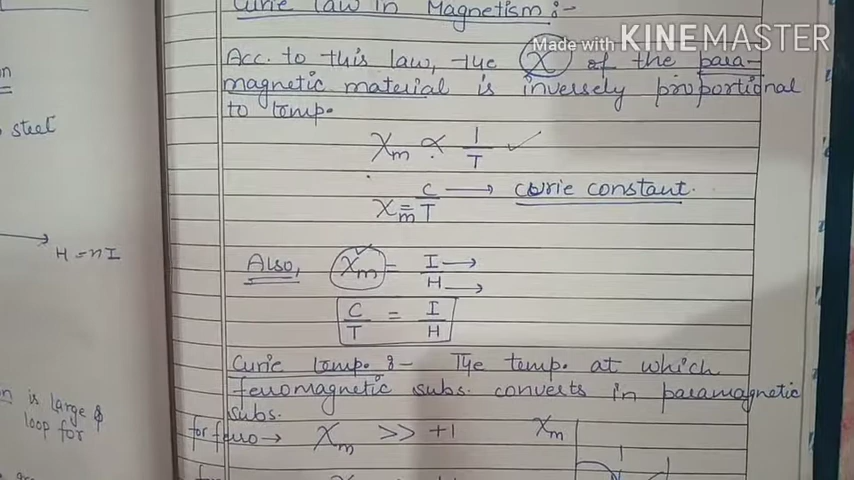 Curie law in Magnetism:-
Made with KINEMASTER
Acc. to this law, the χ of the para-
magnetic material is inversely proportional
to temp.
χm ∝ 1/T ✓
χm = C/T → curie constant.
Also, χm = I/H → →
C/T = I/H
Curie temp. :- The temp. at which
ferromagnetic subs. converts in paramagnetic
subs.
for ferro → χm >> +1
χm
steel
→ H = nI
is large &
loop for